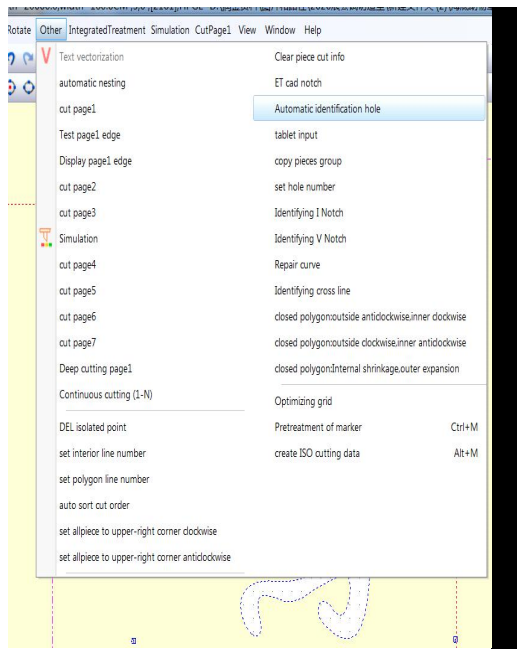 Rotate Other IntegratedTreatment Simulation CutPage1 View Window Help
Text vectorization
automatic nesting
cut page1
Test page1 edge
Display page1 edge
cut page2
cut page3
Simulation
cut page4
cut page5
cut page6
cut page7
Deep cutting page1
Continuous cutting (1-N)
DEL isolated point
set interior line number
set polygon line number
auto sort cut order
set allpiece to upper-right corner clockwise
set allpiece to upper-right corner anticlockwise
Clear piece cut info
ET cad notch
Automatic identification hole
tablet input
copy pieces group
set hole number
Identifying I Notch
Identifying V Notch
Repair curve
Identifying cross line
closed polygon:outside antidockwise,inner clockwise
closed polygon:outside clockwise,inner antidockwise
closed polygon:Internal shrinkage,outer expansion
Optimizing grid
Pretreatment of marker Ctrl+M
create ISO cutting data Alt+M